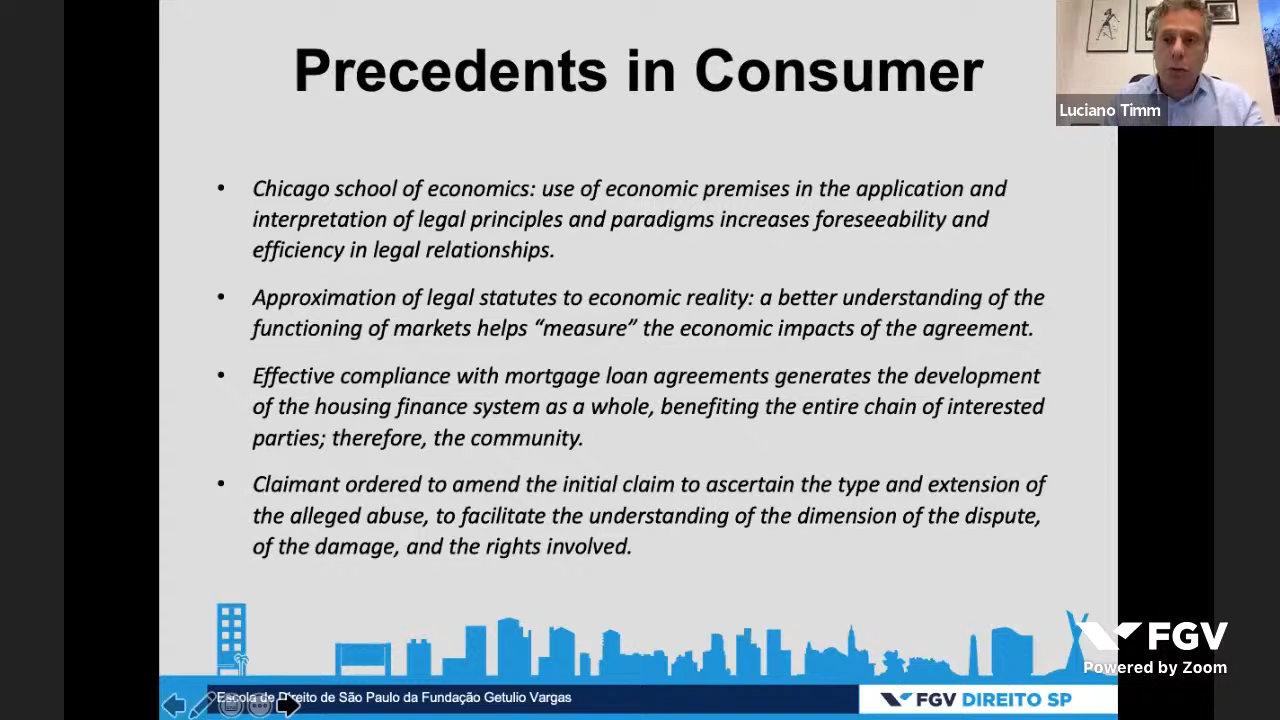 Precedents in Consumer
Luciano Timm
• Chicago school of economics: use of economic premises in the application and
interpretation of legal principles and paradigms increases foreseeability and
efficiency in legal relationships.
• Approximation of legal statutes to economic reality: a better understanding of the
functioning of markets helps “measure” the economic impacts of the agreement.
• Effective compliance with mortgage loan agreements generates the development
of the housing finance system as a whole, benefiting the entire chain of interested
parties; therefore, the community.
• Claimant ordered to amend the initial claim to ascertain the type and extension of
the alleged abuse, to facilitate the understanding of the dimension of the dispute,
of the damage, and the rights involved.
FGV
Powered by Zoom
Escola de Direito de São Paulo da Fundação Getulio Vargas
FGV DIREITO SP